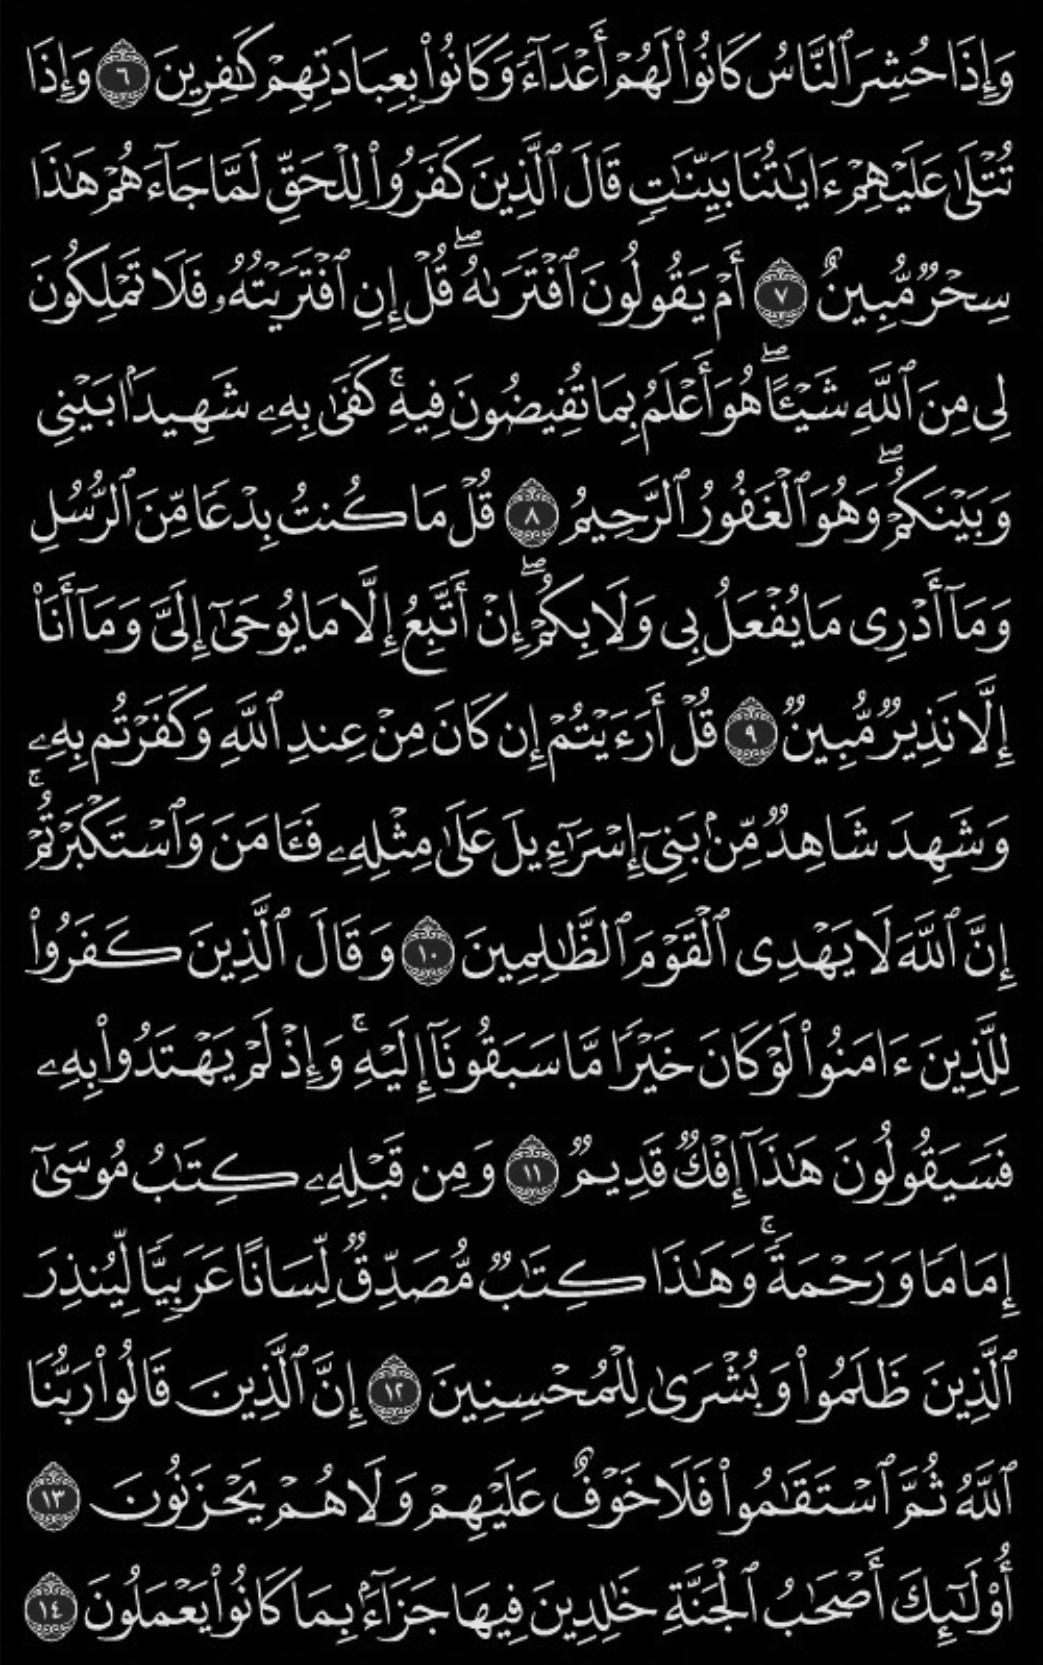 وَإِذَا حُشِرَ ٱلنَّاسُ كَانُوا۟ لَهُمْ أَعْدَآءً وَكَانُوا۟ بِعِبَادَتِهِمْ كَـٰفِرِينَ ٦ وَإِذَا
تُتْلَىٰ عَلَيْهِمْ ءَايَـٰتُنَا بَيِّنَـٰتٍ قَالَ ٱلَّذِينَ كَفَرُوا۟ لِلْحَقِّ لَمَّا جَآءَهُمْ هَـٰذَا
سِحْرٌ مُّبِينٌ ٧ أَمْ يَقُولُونَ ٱفْتَرَىٰهُ ۖ قُلْ إِنِ ٱفْتَرَيْتُهُۥ فَلَا تَمْلِكُونَ
لِى مِنَ ٱللَّهِ شَيْـًٔا ۖ هُوَ أَعْلَمُ بِمَا تُفِيضُونَ فِيهِ ۚ كَفَىٰ بِهِۦ شَهِيدًۢا بَيْنِى
وَبَيْنَكُمْ ۖ وَهُوَ ٱلْغَفُورُ ٱلرَّحِيمُ ٨ قُلْ مَا كُنتُ بِدْعًا مِّنَ ٱلرُّسُلِ
وَمَآ أَدْرِى مَا يُفْعَلُ بِى وَلَا بِكُمْ ۖ إِنْ أَتَّبِعُ إِلَّا مَا يُوحَىٰٓ إِلَىَّ وَمَآ أَنَا۠
إِلَّا نَذِيرٌ مُّبِينٌ ٩ قُلْ أَرَءَيْتُمْ إِن كَانَ مِنْ عِندِ ٱللَّهِ وَكَفَرْتُم بِهِۦ
وَشَهِدَ شَاهِدٌ مِّنۢ بَنِىٓ إِسْرَٰٓءِيلَ عَلَىٰ مِثْلِهِۦ فَـَٔامَنَ وَٱسْتَكْبَرْتُمْ ۚ
إِنَّ ٱللَّهَ لَا يَهْدِى ٱلْقَوْمَ ٱلظَّـٰلِمِينَ ١٠ وَقَالَ ٱلَّذِينَ كَفَرُوا۟
لِلَّذِينَ ءَامَنُوا۟ لَوْ كَانَ خَيْرًا مَّا سَبَقُونَآ إِلَيْهِ ۚ وَإِذْ لَمْ يَهْتَدُوا۟ بِهِۦ
فَسَيَقُولُونَ هَـٰذَآ إِفْكٌ قَدِيمٌ ١١ وَمِن قَبْلِهِۦ كِتَـٰبُ مُوسَىٰٓ
إِمَامًا وَرَحْمَةً ۚ وَهَـٰذَا كِتَـٰبٌ مُّصَدِّقٌ لِّسَانًا عَرَبِيًّا لِّيُنذِرَ
ٱلَّذِينَ ظَلَمُوا۟ وَبُشْرَىٰ لِلْمُحْسِنِينَ ١٢ إِنَّ ٱلَّذِينَ قَالُوا۟ رَبُّنَا
ٱللَّهُ ثُمَّ ٱسْتَقَـٰمُوا۟ فَلَا خَوْفٌ عَلَيْهِمْ وَلَا هُمْ يَحْزَنُونَ ١٣
أُو۟لَـٰٓئِكَ أَصْحَـٰبُ ٱلْجَنَّةِ خَـٰلِدِينَ فِيهَا جَزَآءًۢ بِمَا كَانُوا۟ يَعْمَلُونَ ١٤